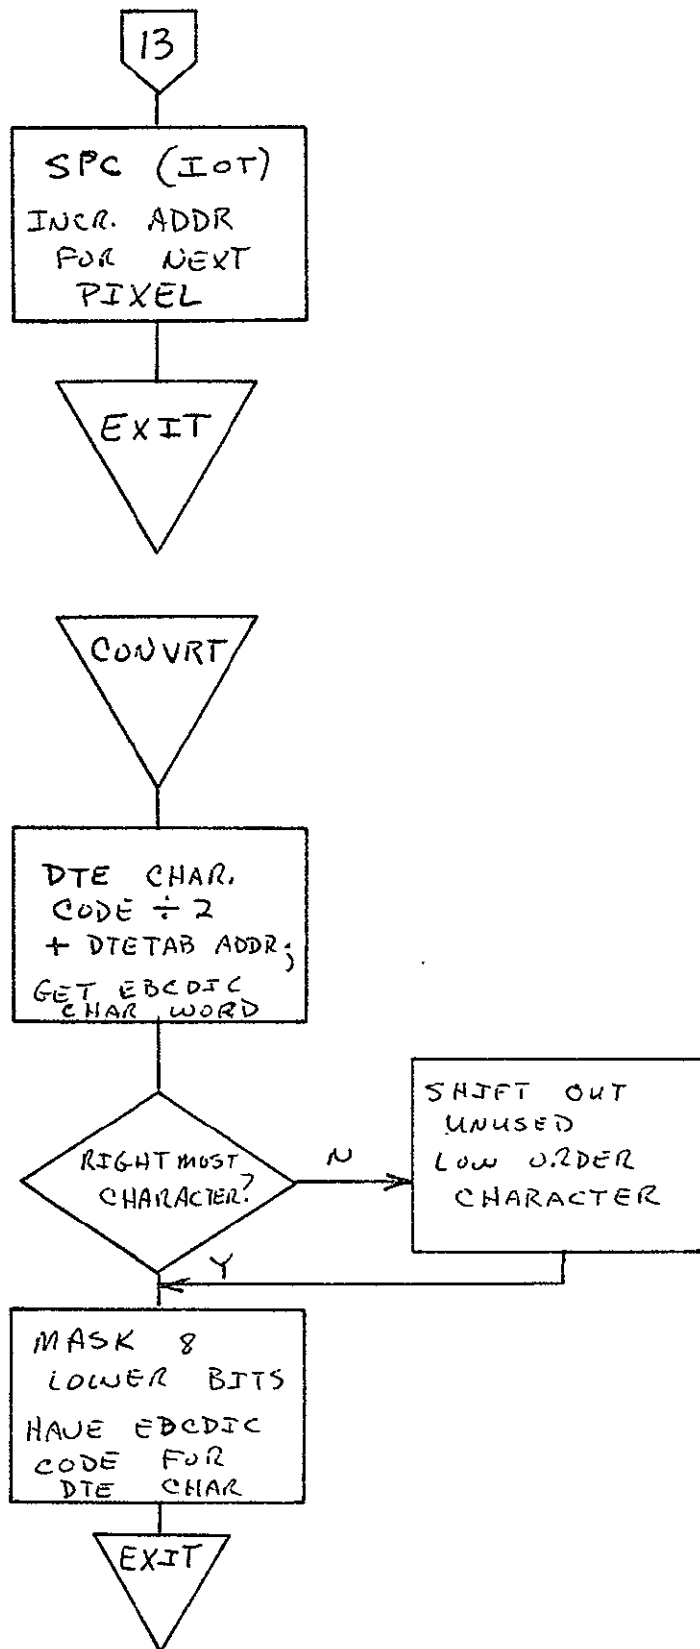 13
SPC (IOT)
INCR. ADDR
FOR NEXT
PIXEL
EXIT
CONVRT
DTE CHAR.
CODE ÷ 2
+ DTETAB ADDR;
GET EBCDIC
CHAR WORD
RIGHTMOST
CHARACTER?
N
SHIFT OUT
UNUSED
LOW ORDER
CHARACTER
Y
MASK 8
LOWER BITS
HAVE EBCDIC
CODE FOR
DTE CHAR
EXIT